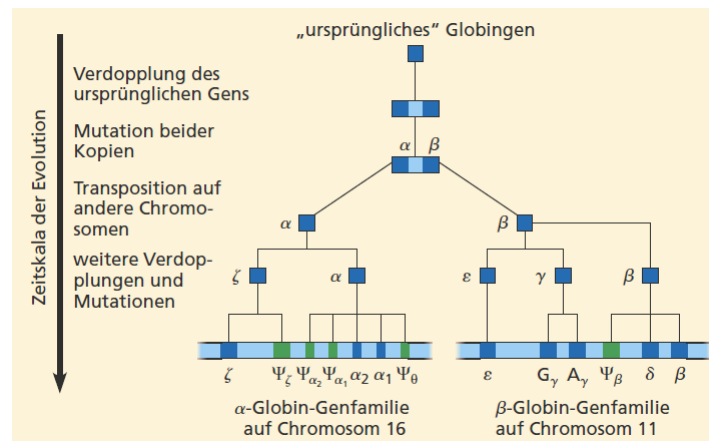 „ursprüngliches“ Globingen
Zeitskala der Evolution
Verdopplung des
ursprünglichen Gens
Mutation beider
Kopien
α β
Transposition auf
andere Chromo-
somen
α β
weitere Verdop-
plungen und
Mutationen
ζ α ε γ β
ζ Ψζ Ψα2 Ψα1 α2 α1 Ψθ ε Gγ Aγ Ψβ δ β
α-Globin-Genfamilie
auf Chromosom 16
β-Globin-Genfamilie
auf Chromosom 11